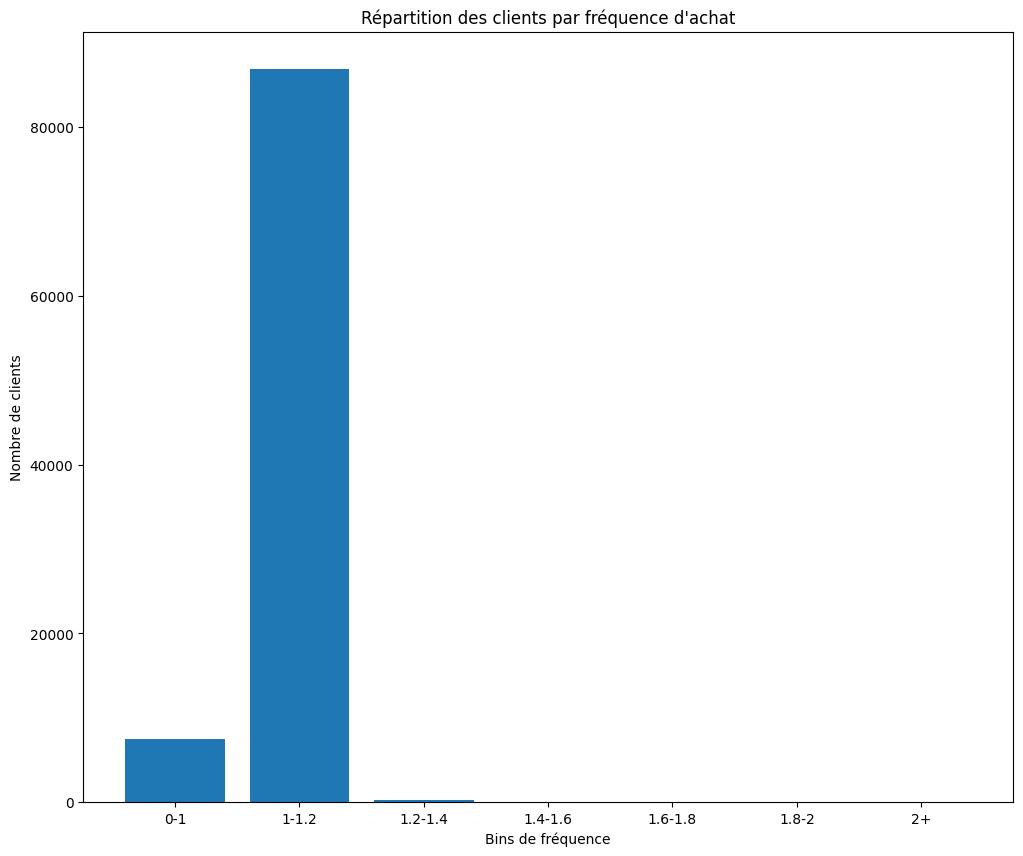 Répartition des clients par fréquence d'achat
Nombre de clients
80000
60000
40000
20000
0
0-1 1-1.2 1.2-1.4 1.4-1.6 1.6-1.8 1.8-2 2+
Bins de fréquence